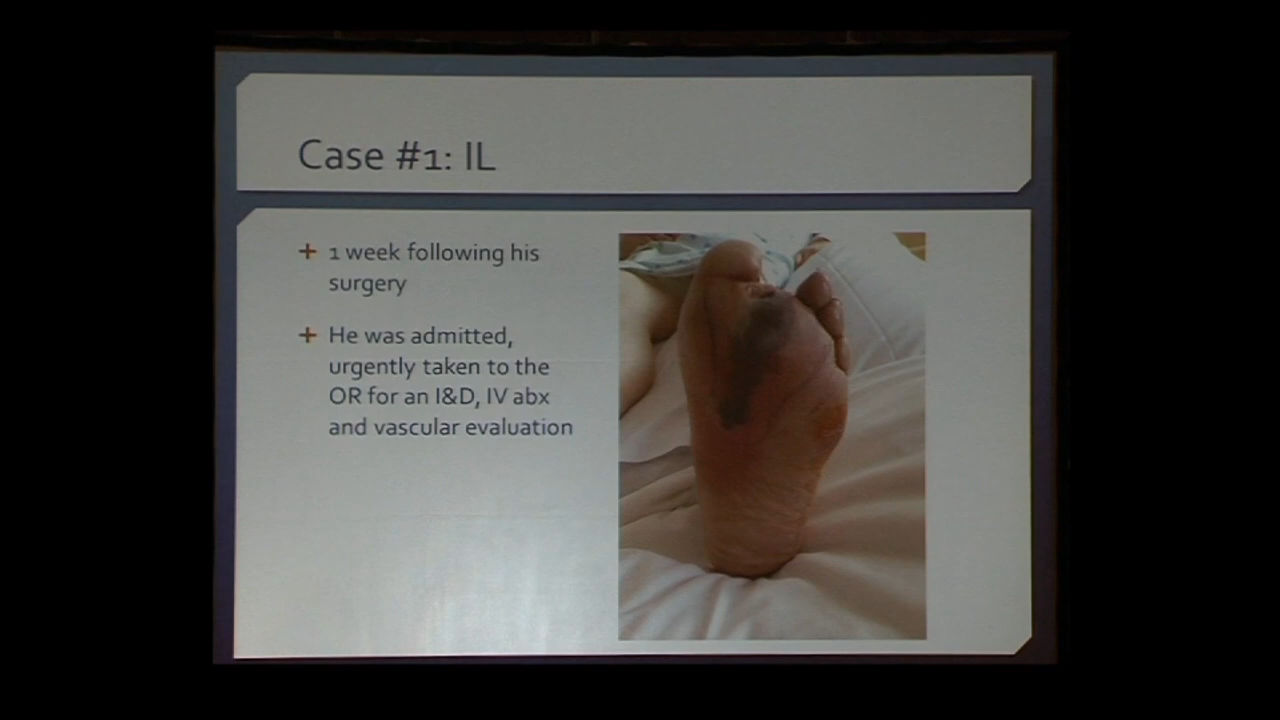 Case #1: IL
1 week following his
surgery
He was admitted,
urgently taken to the
OR for an I&D, IV abx
and vascular evaluation